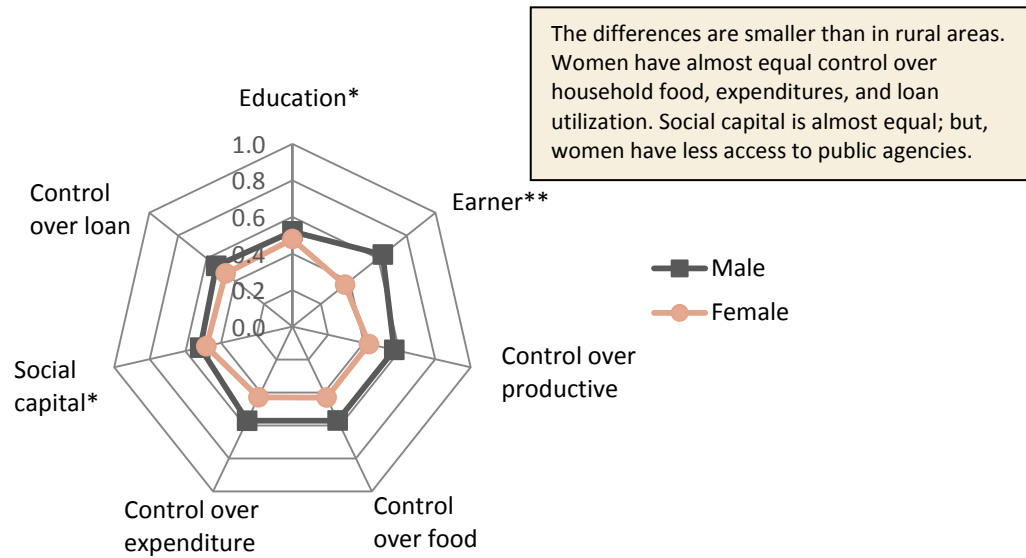 The differences are smaller than in rural areas.
Women have almost equal control over
household food, expenditures, and loan
utilization. Social capital is almost equal; but,
women have less access to public agencies.
Education*
1.0
0.8
0.6
0.4
0.2
0.0
Earner**
Control over
productive
Control
over food
Control over
expenditure
Social
capital*
Control
over loan
Male
Female